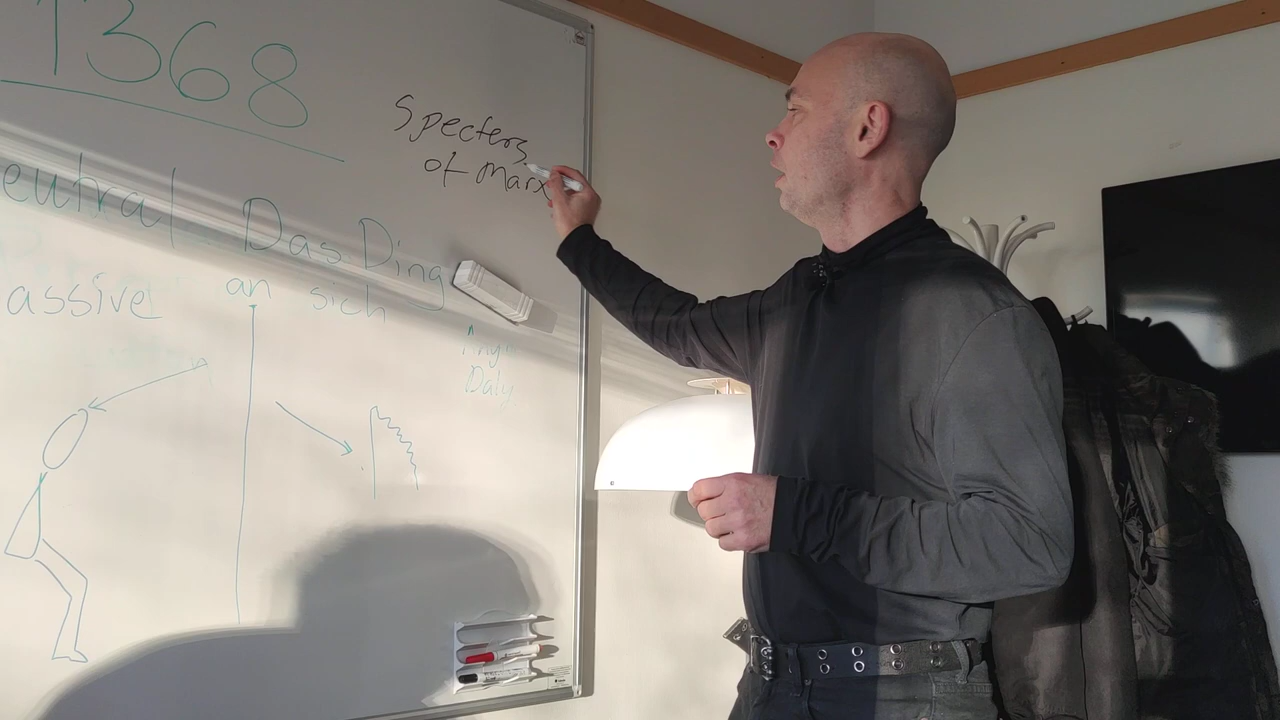 1368
Specters
of Marx
eutral Das Ding
assive an sich
Daly